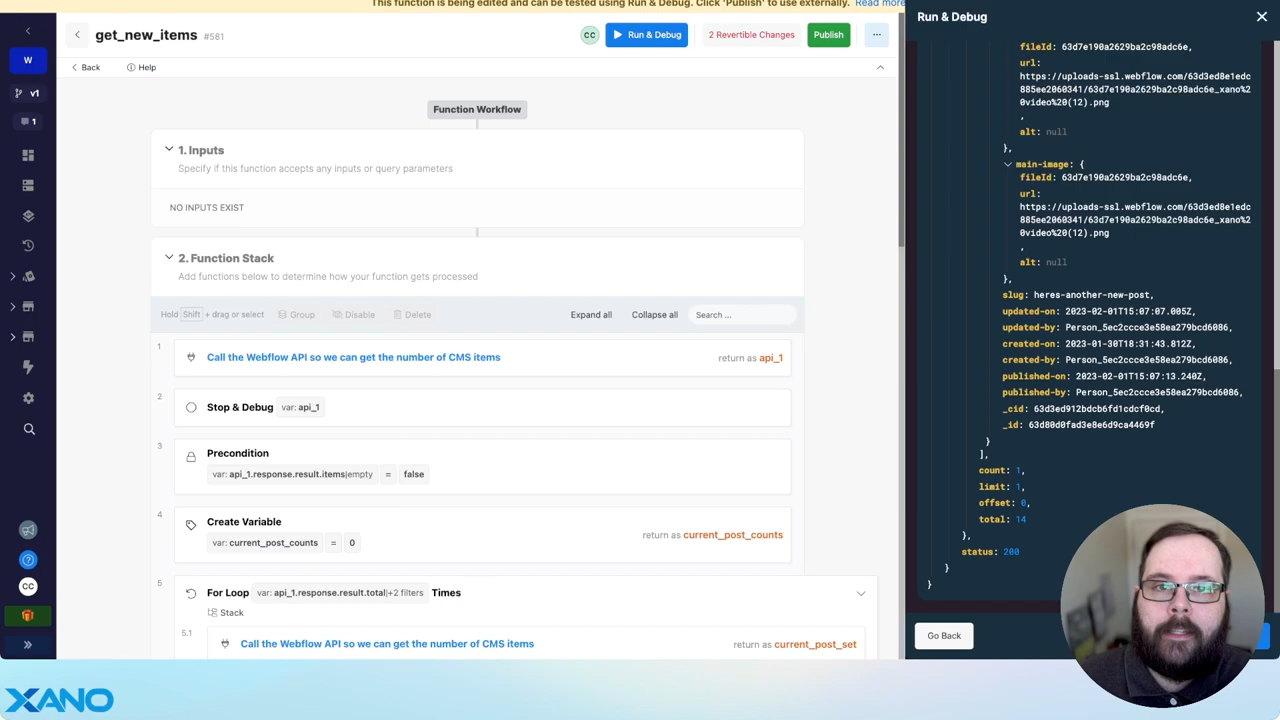 This function is being edited and can be tested using Run & Debug. Click 'Publish' to use externally. Read more
get_new_items #581
CC
Run & Debug
2 Revertible Changes
Publish
...
Back
Help
W
v1
1
CC
Function Workflow
1. Inputs
Specify if this function accepts any inputs or query parameters
NO INPUTS EXIST
2. Function Stack
Add functions below to determine how your function gets processed
Hold Shift + drag or select Group Disable Delete Expand all Collapse all Search ...
1
Call the Webflow API so we can get the number of CMS items return as api_1
2
Stop & Debug var: api_1
3
Precondition
var: api_1.response.result.items|empty = false
4
Create Variable
var: current_post_counts = 0 return as current_post_counts
5
For Loop var: api_1.response.result.total|+2 filters Times
Stack
5.1
Call the Webflow API so we can get the number of CMS items return as current_post_set
Run & Debug
fileId: 63d7e190a2629ba2c98adc6e,
url:
https://uploads-ssl.webflow.com/63d3ed8e1edc
885ee2060341/63d7e190a2629ba2c98adc6e_xano%2
0video%20(12).png
,
alt: null
},
main-image: {
fileId: 63d7e190a2629ba2c98adc6e,
url:
https://uploads-ssl.webflow.com/63d3ed8e1edc
885ee2060341/63d7e190a2629ba2c98adc6e_xano%2
0video%20(12).png
,
alt: null
},
slug: heres-another-new-post,
updated-on: 2023-02-01T15:07:07.005Z,
updated-by: Person_5ec2ccce3e58ea279bcd6086,
created-on: 2023-01-30T18:31:43.812Z,
created-by: Person_5ec2ccce3e58ea279bcd6086,
published-on: 2023-02-01T15:07:13.240Z,
published-by: Person_5ec2ccce3e58ea279bcd6086,
_cid: 63d3ed912bdcb6fd1cdcf0cd,
_id: 63d80d0fad3e8e6d9ca4469f
}
],
count: 1,
limit: 1,
offset: 0,
total: 14
},
status: 200
}
}
Go Back
XANO